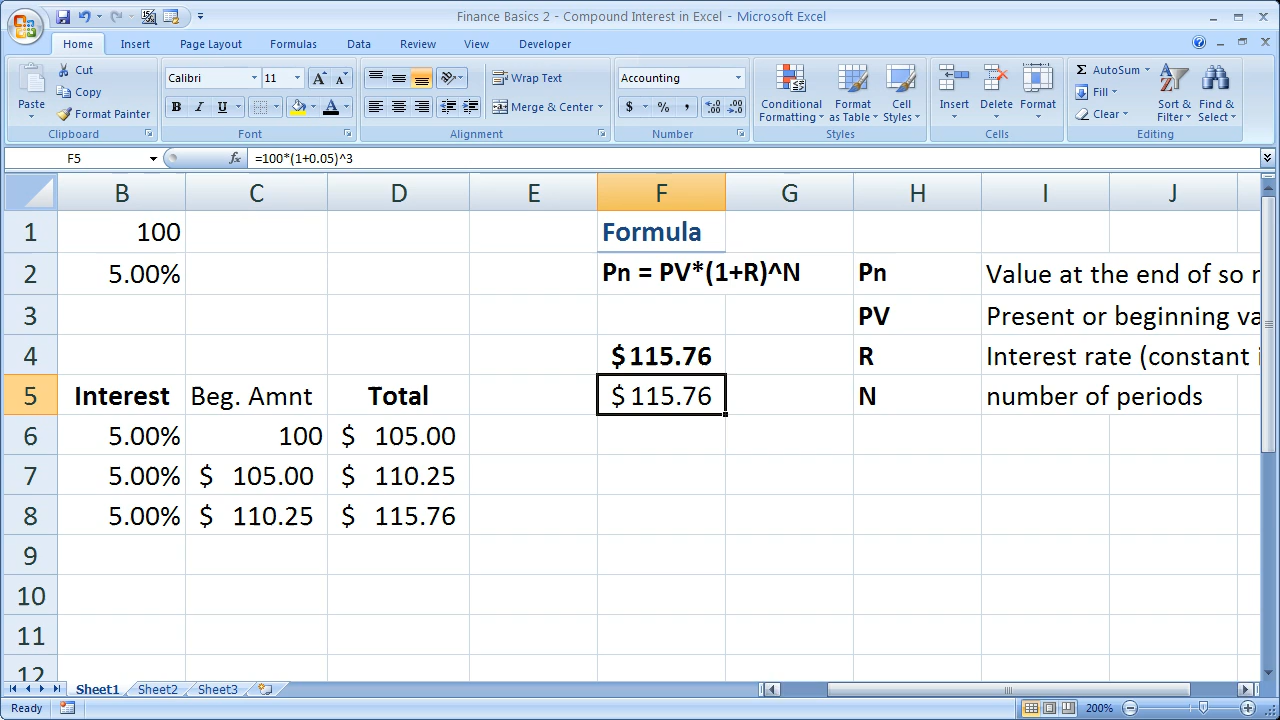 Finance Basics 2 - Compound Interest in Excel - Microsoft Excel
Home Insert Page Layout Formulas Data Review View Developer
Paste
Cut
Copy
Format Painter
Clipboard
Calibri 11
B I U
Font
Wrap Text
Merge & Center
Alignment
Accounting
$ % ,
Number
Conditional Formatting
Format as Table
Cell Styles
Styles
Insert Delete Format
Cells
AutoSum
Fill
Clear
Sort & Filter
Find & Select
Editing
F5 fx =100*(1+0.05)^3
B C D E F G H I J
1 100 Formula
2 5.00% Pn = PV*(1+R)^N Pn Value at the end of so
3 PV Present or beginning
4 $ 115.76 R Interest rate (constant
5 Interest Beg. Amnt Total $ 115.76 N number of periods
6 5.00% 100 $ 105.00
7 5.00% $ 105.00 $ 110.25
8 5.00% $ 110.25 $ 115.76
9
10
11
12
Sheet1 Sheet2 Sheet3
Ready 200%